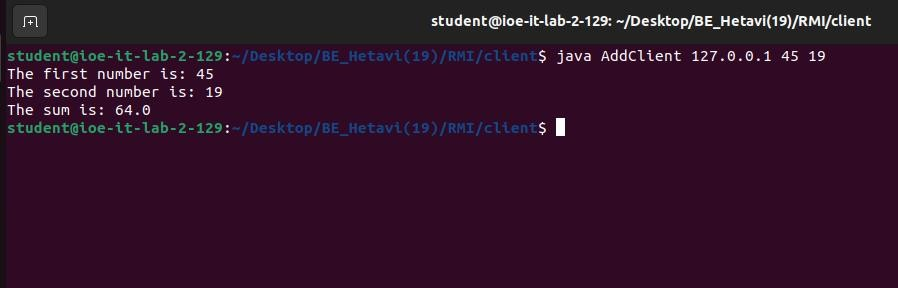 student@ioe-it-lab-2-129: ~/Desktop/BE_Hetavi(19)/RMI/client
student@ioe-it-lab-2-129:~/Desktop/BE_Hetavi(19)/RMI/client$ java AddClient 127.0.0.1 45 19
The first number is: 45
The second number is: 19
The sum is: 64.0
student@ioe-it-lab-2-129:~/Desktop/BE_Hetavi(19)/RMI/client$